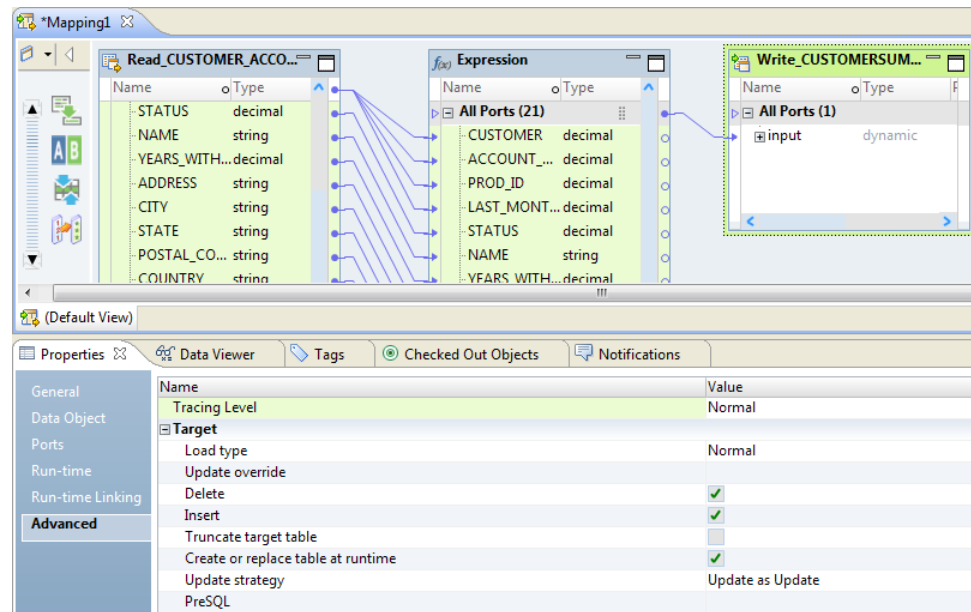 *Mapping1
Read_CUSTOMER_ACCO...
Name Type
STATUS decimal
NAME string
YEARS_WITH... decimal
ADDRESS string
CITY string
STATE string
POSTAL_CO... string
COUNTRY string
f(x) Expression
Name Type
All Ports (21)
CUSTOMER decimal
ACCOUNT_... decimal
PROD_ID decimal
LAST_MONT... decimal
STATUS decimal
NAME string
YEARS_WITH... decimal
Write_CUSTOMERSUM...
Name Type
All Ports (1)
input dynamic
AB
(Default View)
Properties Data Viewer Tags Checked Out Objects Notifications
General
Data Object
Ports
Run-time
Run-time Linking
Advanced
Name Value
Tracing Level Normal
Target
Load type Normal
Update override
Delete
Insert
Truncate target table
Create or replace table at runtime
Update strategy Update as Update
PreSQL